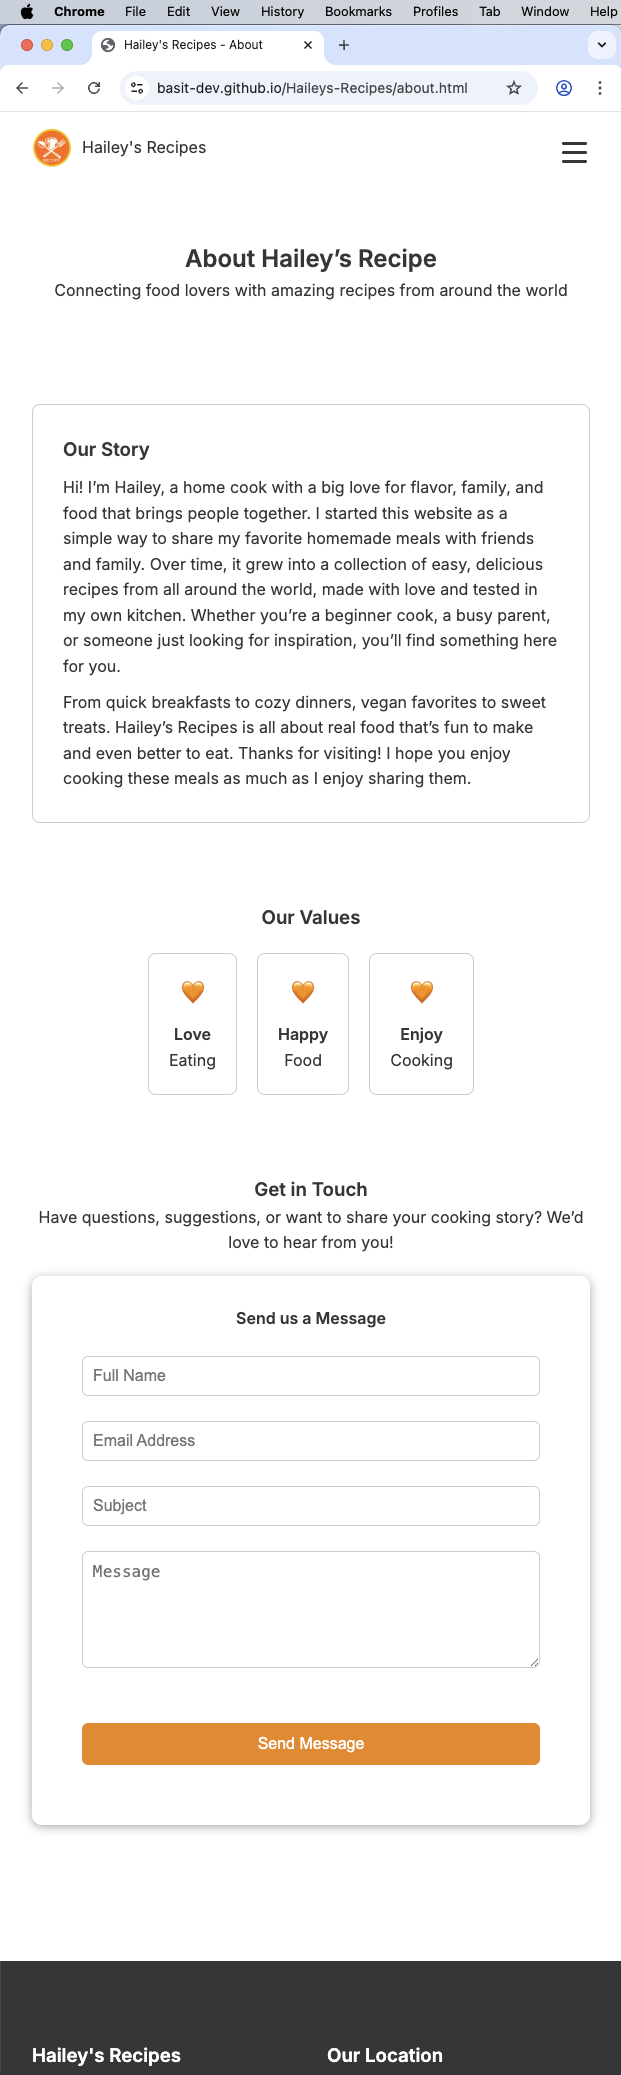 Chrome File Edit View History Bookmarks Profiles Tab Window Help
Hailey's Recipes - About
basit-dev.github.io/Haileys-Recipes/about.html
Hailey's Recipes
About Hailey’s Recipe
Connecting food lovers with amazing recipes from around the world
Our Story
Hi! I’m Hailey, a home cook with a big love for flavor, family, and
food that brings people together. I started this website as a
simple way to share my favorite homemade meals with friends
and family. Over time, it grew into a collection of easy, delicious
recipes from all around the world, made with love and tested in
my own kitchen. Whether you’re a beginner cook, a busy parent,
or someone just looking for inspiration, you’ll find something here
for you.
From quick breakfasts to cozy dinners, vegan favorites to sweet
treats. Hailey’s Recipes is all about real food that’s fun to make
and even better to eat. Thanks for visiting! I hope you enjoy
cooking these meals as much as I enjoy sharing them.
Our Values
Love
Eating
Happy
Food
Enjoy
Cooking
Get in Touch
Have questions, suggestions, or want to share your cooking story? We’d
love to hear from you!
Send us a Message
Full Name
Email Address
Subject
Message
Send Message
Hailey's Recipes
Our Location